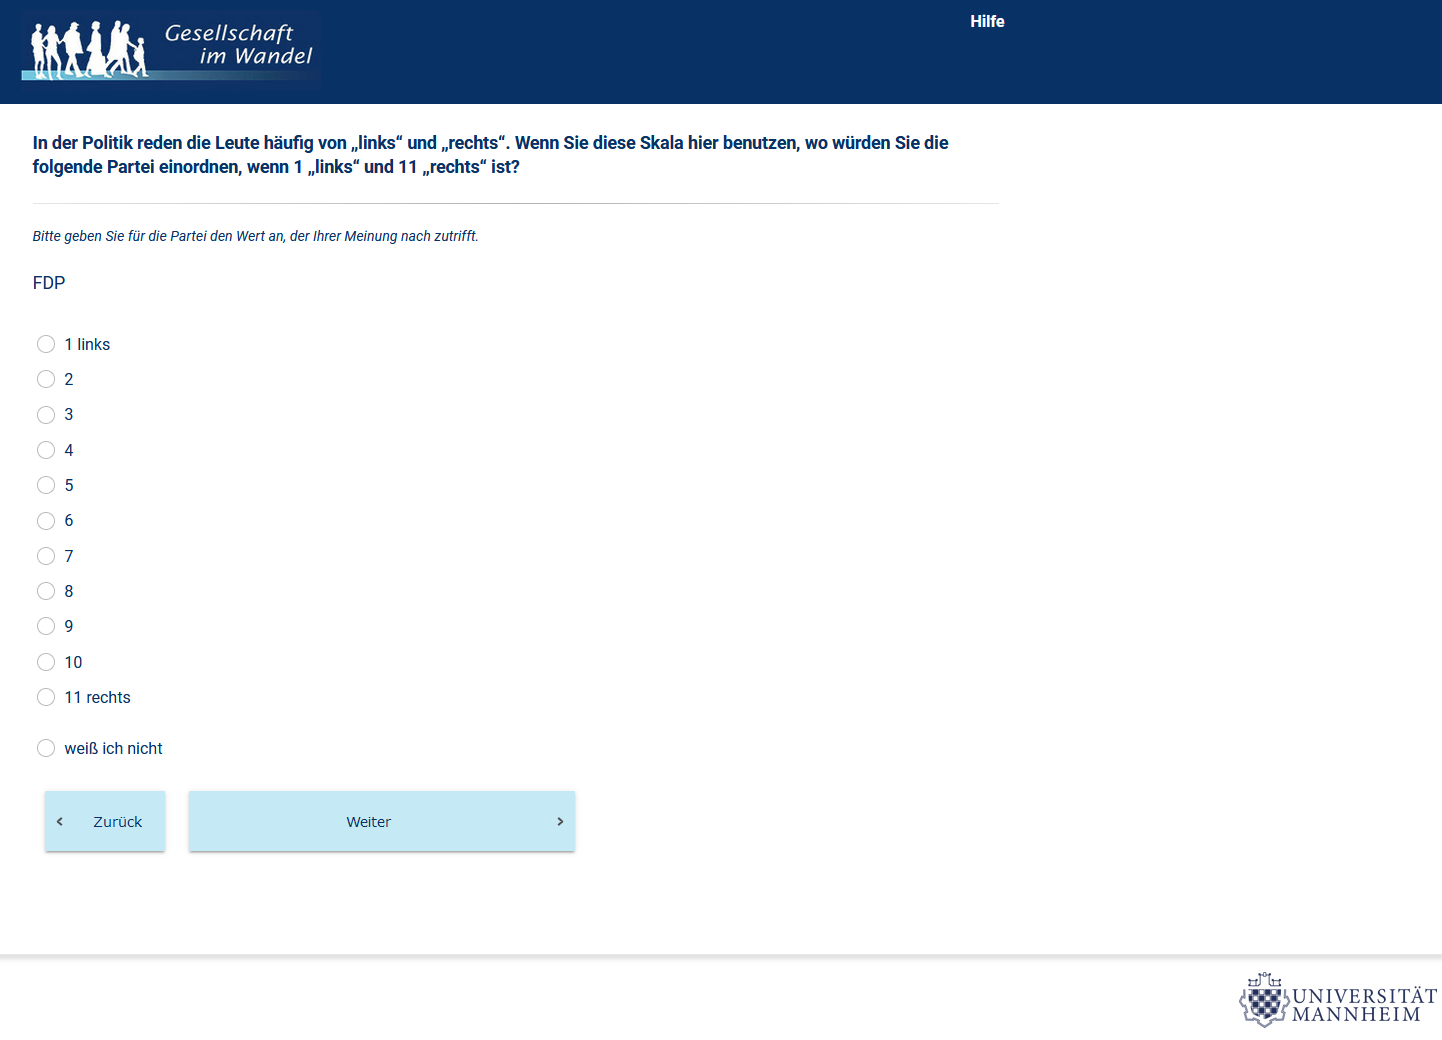 Gesellschaft
im Wandel
Hilfe
In der Politik reden die Leute häufig von „links“ und „rechts“. Wenn Sie diese Skala hier benutzen, wo würden Sie die
folgende Partei einordnen, wenn 1 „links“ und 11 „rechts“ ist?
Bitte geben Sie für die Partei den Wert an, der Ihrer Meinung nach zutrifft.
FDP
1 links
2
3
4
5
6
7
8
9
10
11 rechts
weiß ich nicht
‹ Zurück
Weiter ›
UNIVERSITÄT
MANNHEIM